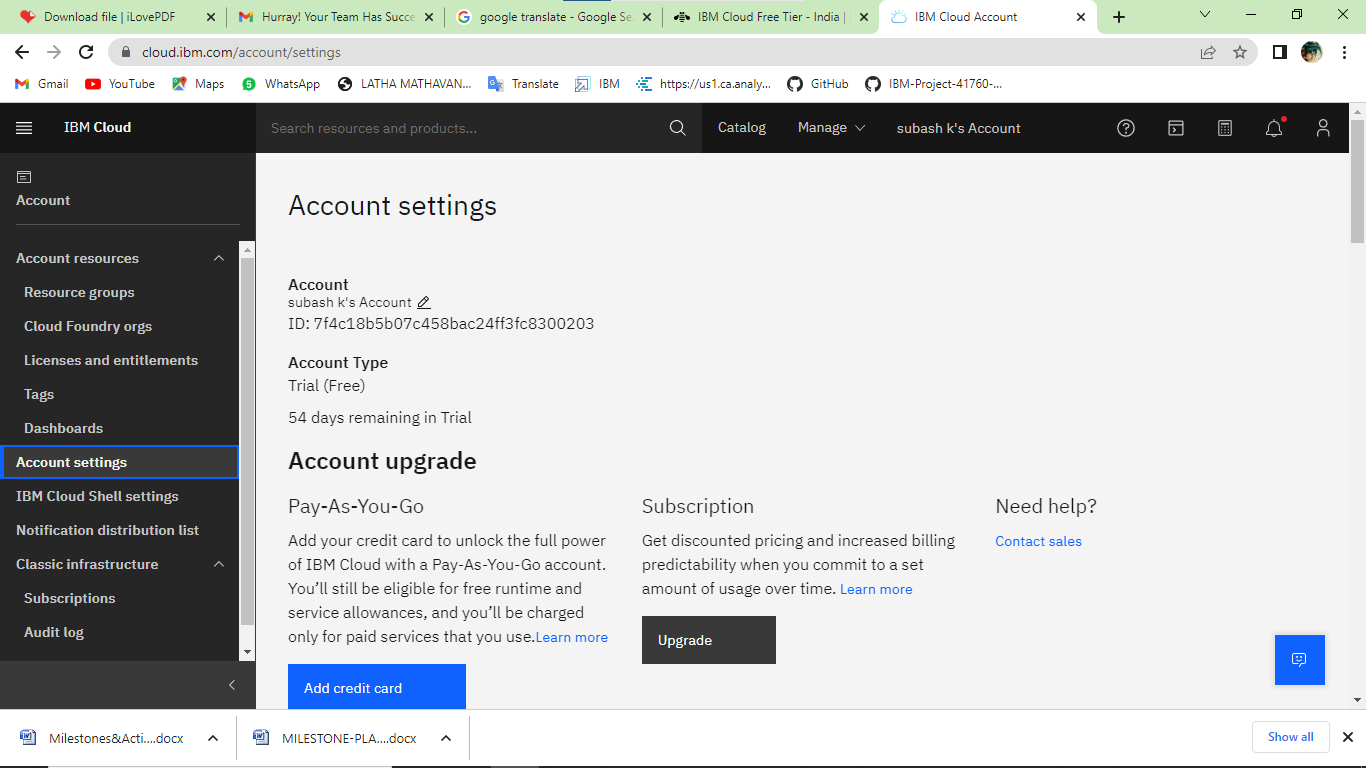 Download file | iLovePDF
Hurray! Your Team Has Succe
google translate - Google Se
IBM Cloud Free Tier - India |
IBM Cloud Account
cloud.ibm.com/account/settings
Gmail
YouTube
Maps
WhatsApp
LATHA MATHAVAN...
Translate
IBM
https://us1.ca.analy...
GitHub
IBM-Project-41760-...
IBM Cloud
Search resources and products...
Catalog
Manage
subash k's Account
Account
Account resources
Resource groups
Cloud Foundry orgs
Licenses and entitlements
Tags
Dashboards
Account settings
IBM Cloud Shell settings
Notification distribution list
Classic infrastructure
Subscriptions
Audit log
Account settings
Account
subash k's Account
ID: 7f4c18b5b07c458bac24ff3fc8300203
Account Type
Trial (Free)
54 days remaining in Trial
Account upgrade
Pay-As-You-Go
Add your credit card to unlock the full power
of IBM Cloud with a Pay-As-You-Go account.
You’ll still be eligible for free runtime and
service allowances, and you’ll be charged
only for paid services that you use.Learn more
Add credit card
Subscription
Get discounted pricing and increased billing
predictability when you commit to a set
amount of usage over time. Learn more
Upgrade
Need help?
Contact sales
Milestones&Acti....docx
MILESTONE-PLA....docx
Show all